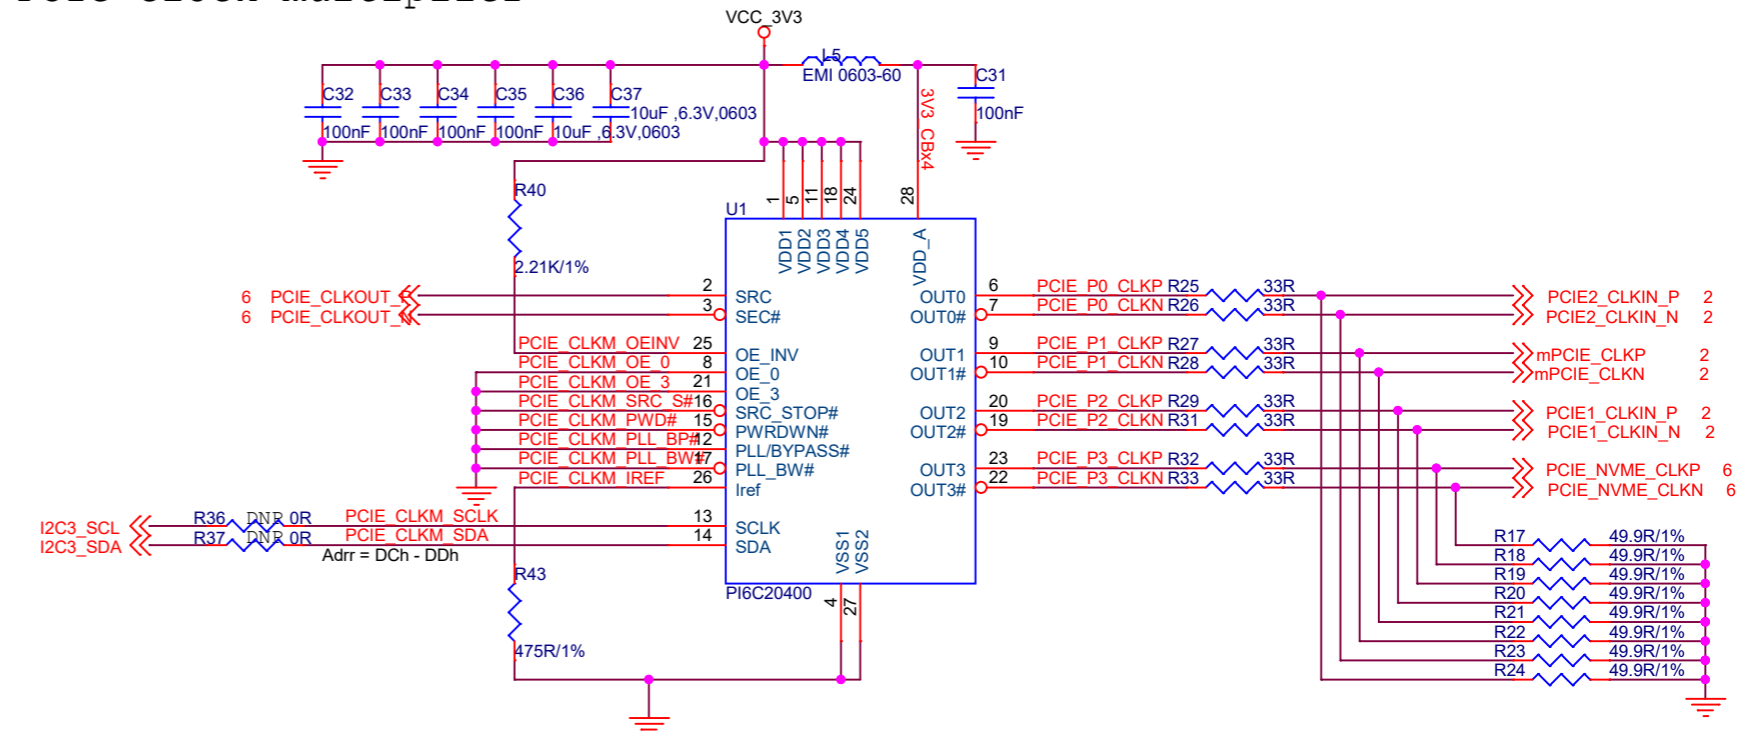 VCC_3V3
L5
EMI 0603-60
C32
C33
C34
C35
C36
C37
C31
10uF ,6.3V,0603
100nF
100nF
100nF
100nF
10uF ,6.3V,0603
100nF
3V3_CBx4
R40
2.21K/1%
U1
1
5
11
18
24
28
VDD1
VDD2
VDD3
VDD4
VDD5
VDD_A
6 PCIE_CLKOUT_P
2
SRC
6 PCIE_CLKOUT_N
3
SEC#
PCIE_CLKM_OEINV 25 OE_INV
PCIE_CLKM_OE_0 8 OE_0
PCIE_CLKM_OE_3 21 OE_3
PCIE_CLKM_SRC_S# 16 SRC_STOP#
PCIE_CLKM_PWD# 15 PWRDWN#
PCIE_CLKM_PLL_BP# 12 PLL/BYPASS#
PCIE_CLKM_PLL_BW# 17 PLL_BW#
PCIE_CLKM_IREF 26 Iref
I2C3_SCL R36 DNP 0R PCIE_CLKM_SCLK 13 SCLK
I2C3_SDA R37 DNP 0R PCIE_CLKM_SDA 14 SDA
Adrr = DCh - DDh
R43
475R/1%
PI6C20400
VSS1
VSS2
4
27
OUT0 6 PCIE_P0_CLKP R25 33R PCIE2_CLKIN_P 2
OUT0# 7 PCIE_P0_CLKN R26 33R PCIE2_CLKIN_N 2
OUT1 9 PCIE_P1_CLKP R27 33R mPCIE_CLKP 2
OUT1# 10 PCIE_P1_CLKN R28 33R mPCIE_CLKN 2
OUT2 20 PCIE_P2_CLKP R29 33R PCIE1_CLKIN_P 2
OUT2# 19 PCIE_P2_CLKN R31 33R PCIE1_CLKIN_N 2
OUT3 23 PCIE_P3_CLKP R32 33R PCIE_NVME_CLKP 6
OUT3# 22 PCIE_P3_CLKN R33 33R PCIE_NVME_CLKN 6
R17 49.9R/1%
R18 49.9R/1%
R19 49.9R/1%
R20 49.9R/1%
R21 49.9R/1%
R22 49.9R/1%
R23 49.9R/1%
R24 49.9R/1%